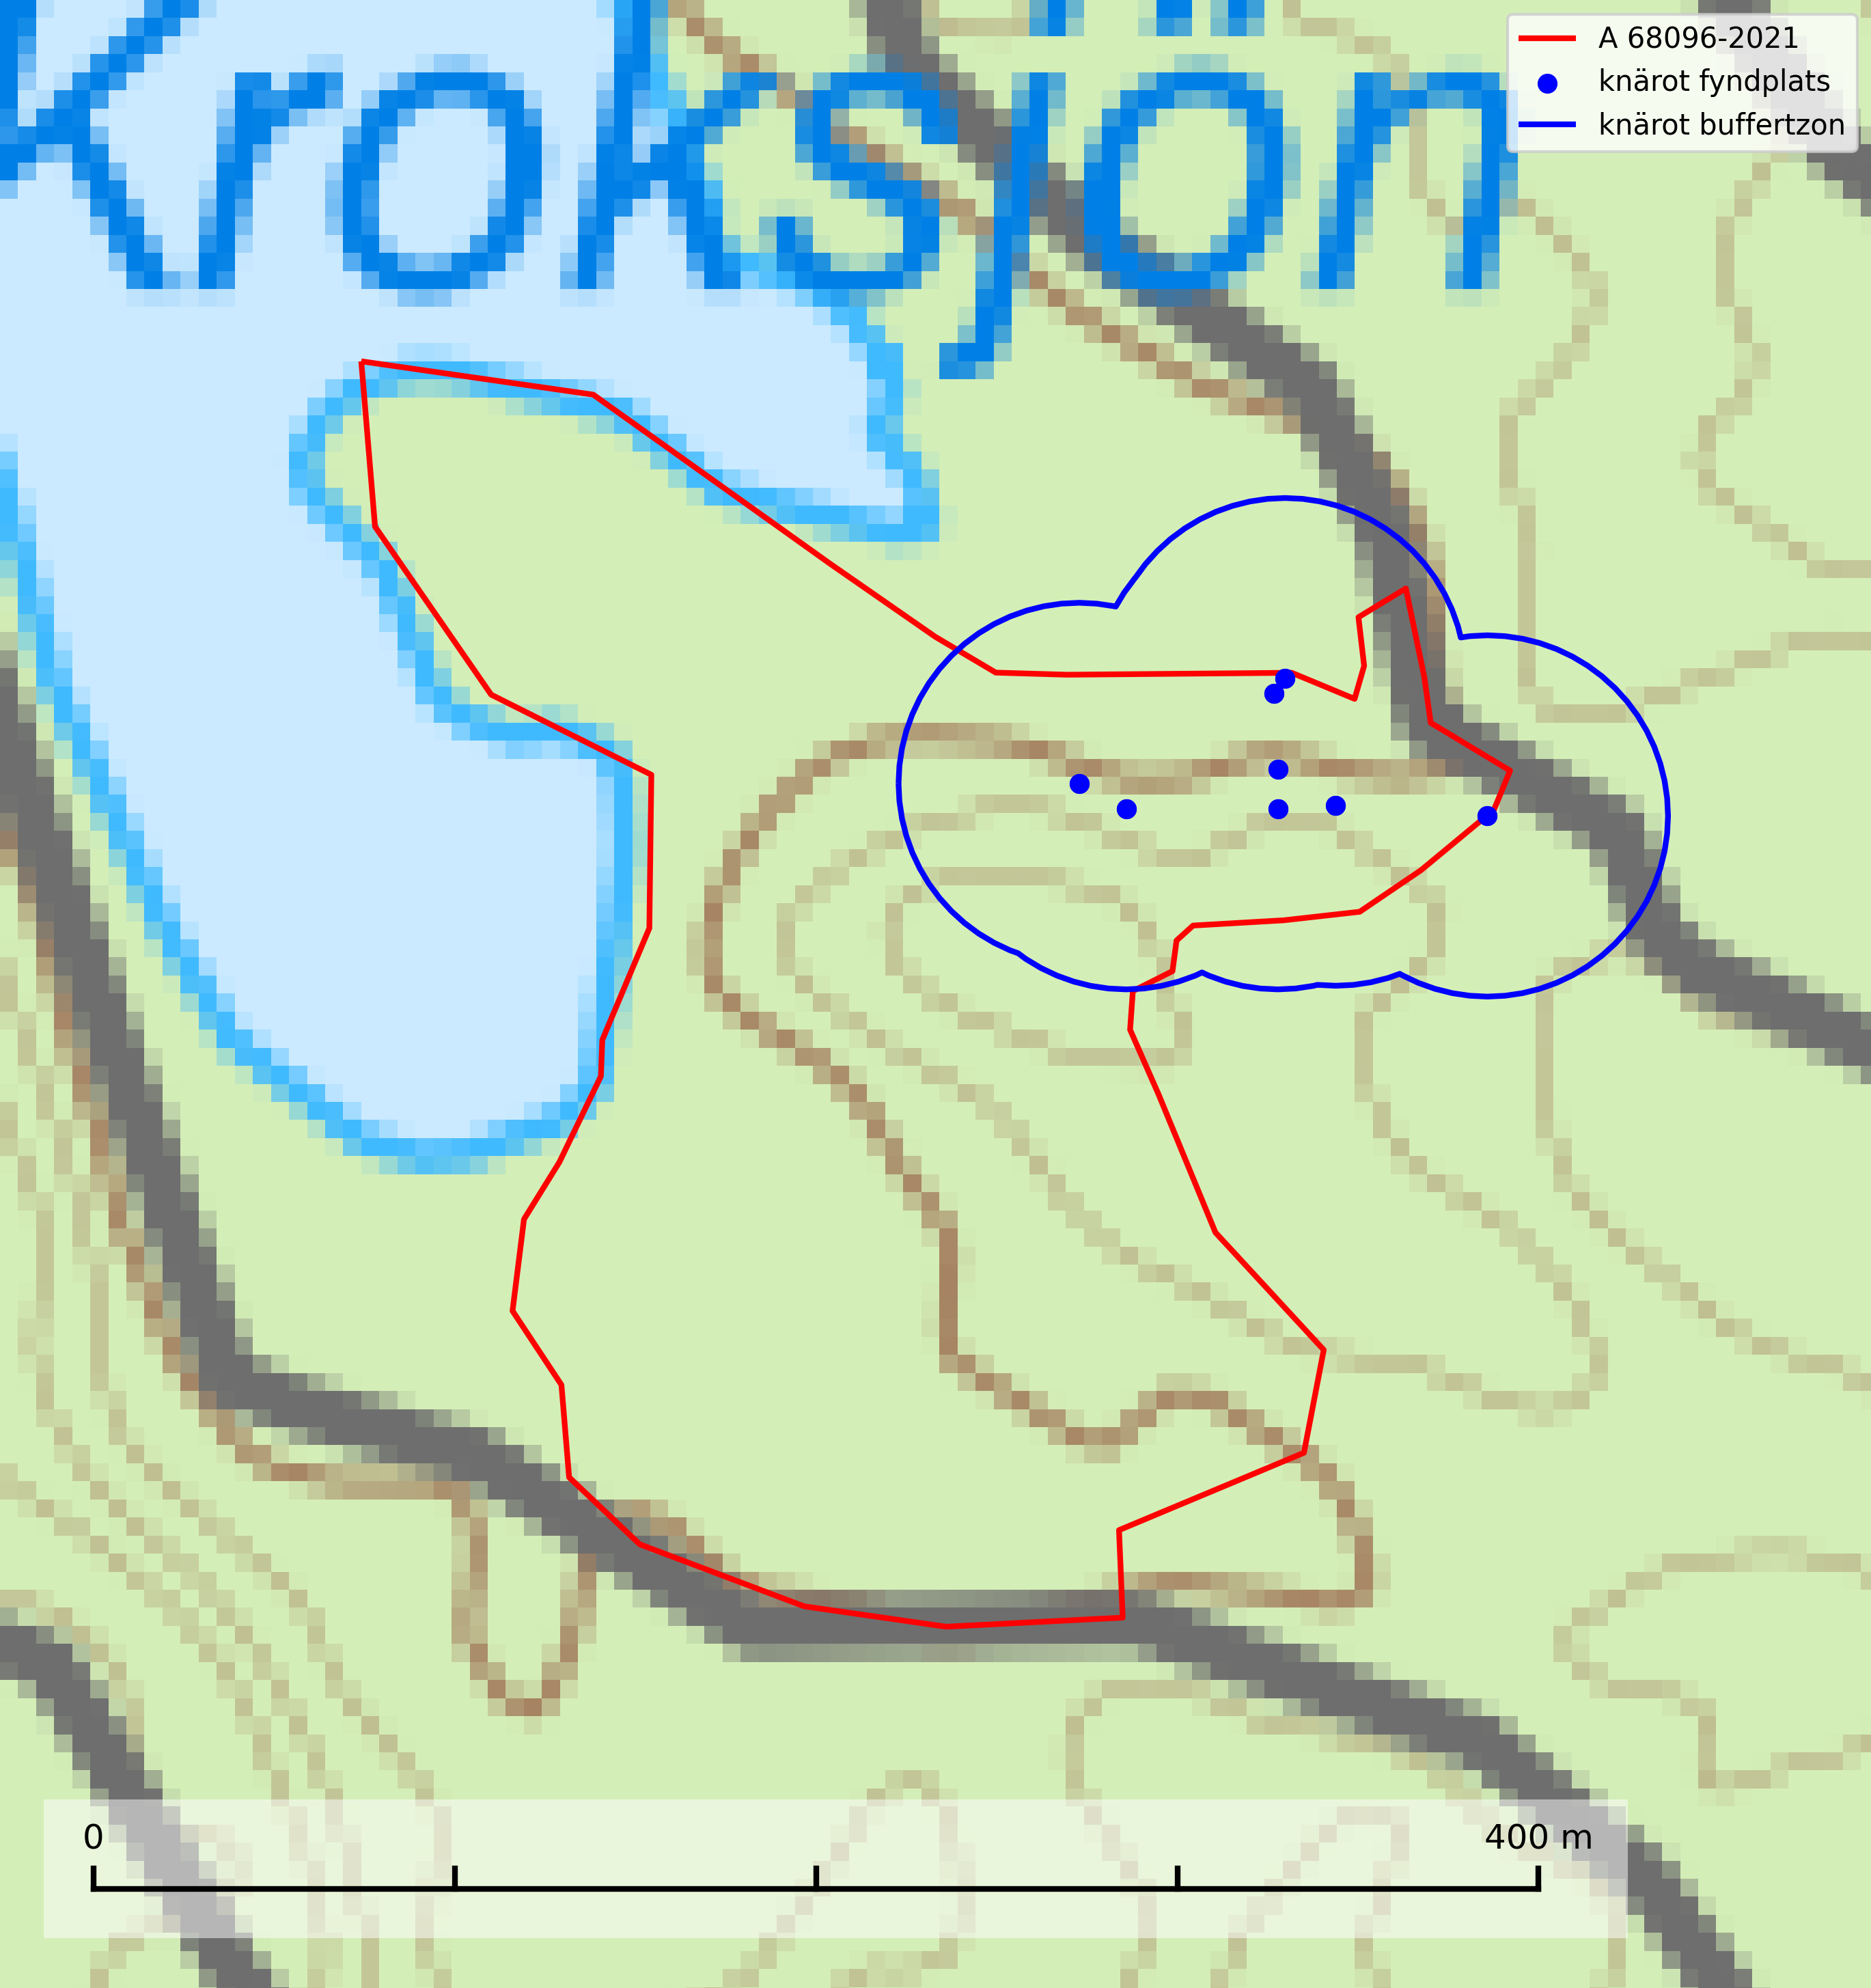 Kroksjön
A 68096-2021
knärot fyndplats
knärot buffertzon
0
400 m